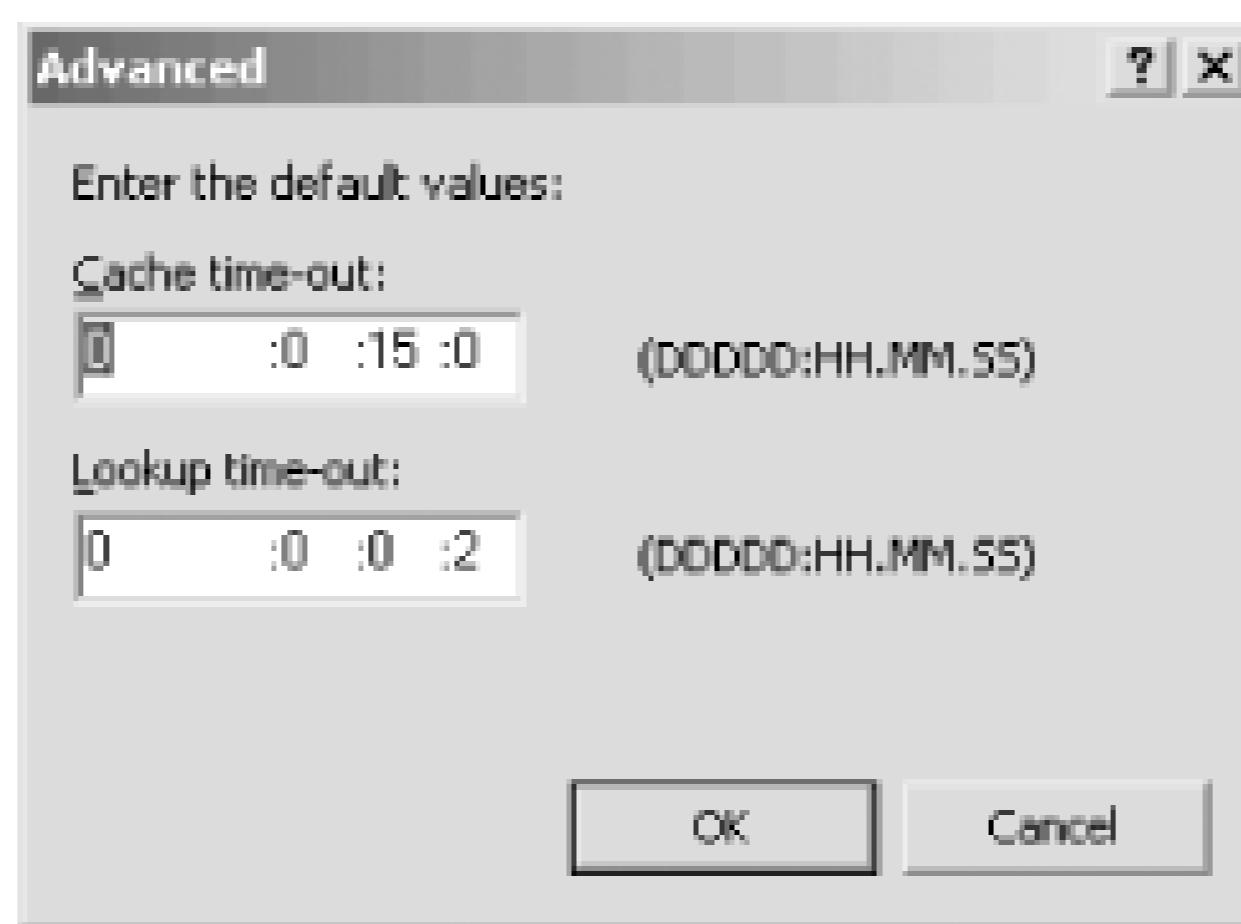 Advanced
Enter the default values:
Cache time-out:
0 :0 :15 :0 (DDDDD:HH.MM.SS)
Lookup time-out:
0 :0 :0 :2 (DDDDD:HH.MM.SS)
OK Cancel